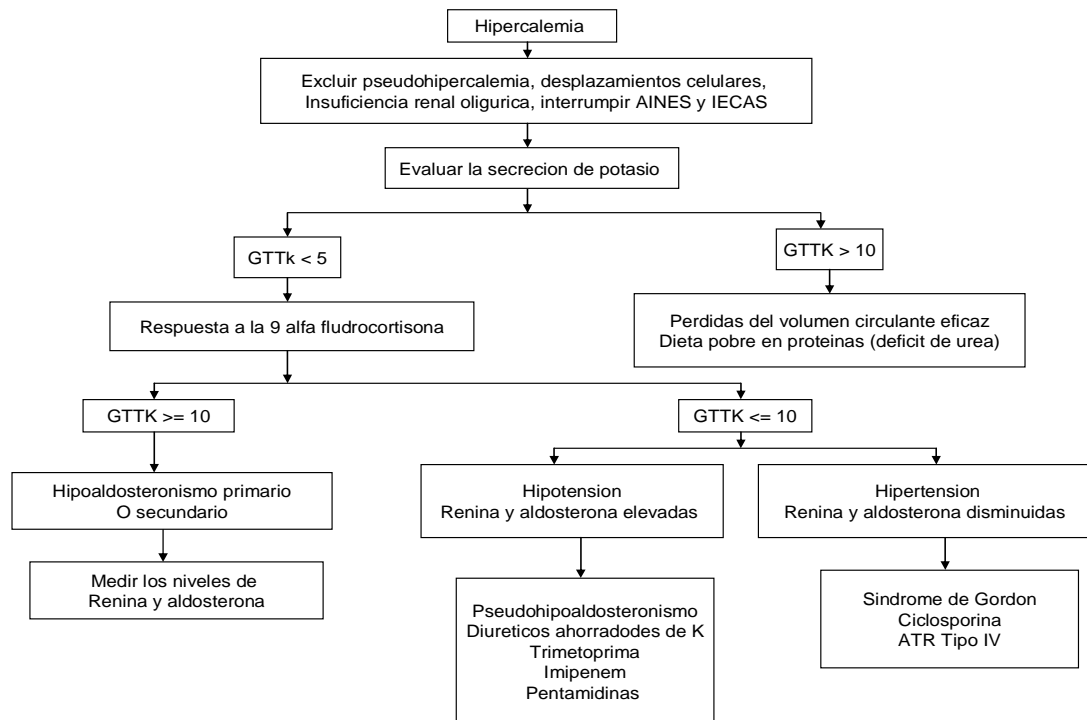 Hipercalemia
Excluir pseudohipercalemia, desplazamientos celulares,
Insuficiencia renal oligurica, interrumpir AINES y IECAS
Evaluar la secrecion de potasio
GTTk < 5
GTTK > 10
Respuesta a la 9 alfa fludrocortisona
Perdidas del volumen circulante eficaz
Dieta pobre en proteinas (deficit de urea)
GTTK >= 10
GTTK <= 10
Hipoaldosteronismo primario
O secundario
Hipotension
Renina y aldosterona elevadas
Hipertension
Renina y aldosterona disminuidas
Medir los niveles de
Renina y aldosterona
Pseudohipoaldosteronismo
Diureticos ahorradodes de K
Trimetoprima
Imipenem
Pentamidinas
Sindrome de Gordon
Ciclosporina
ATR Tipo IV